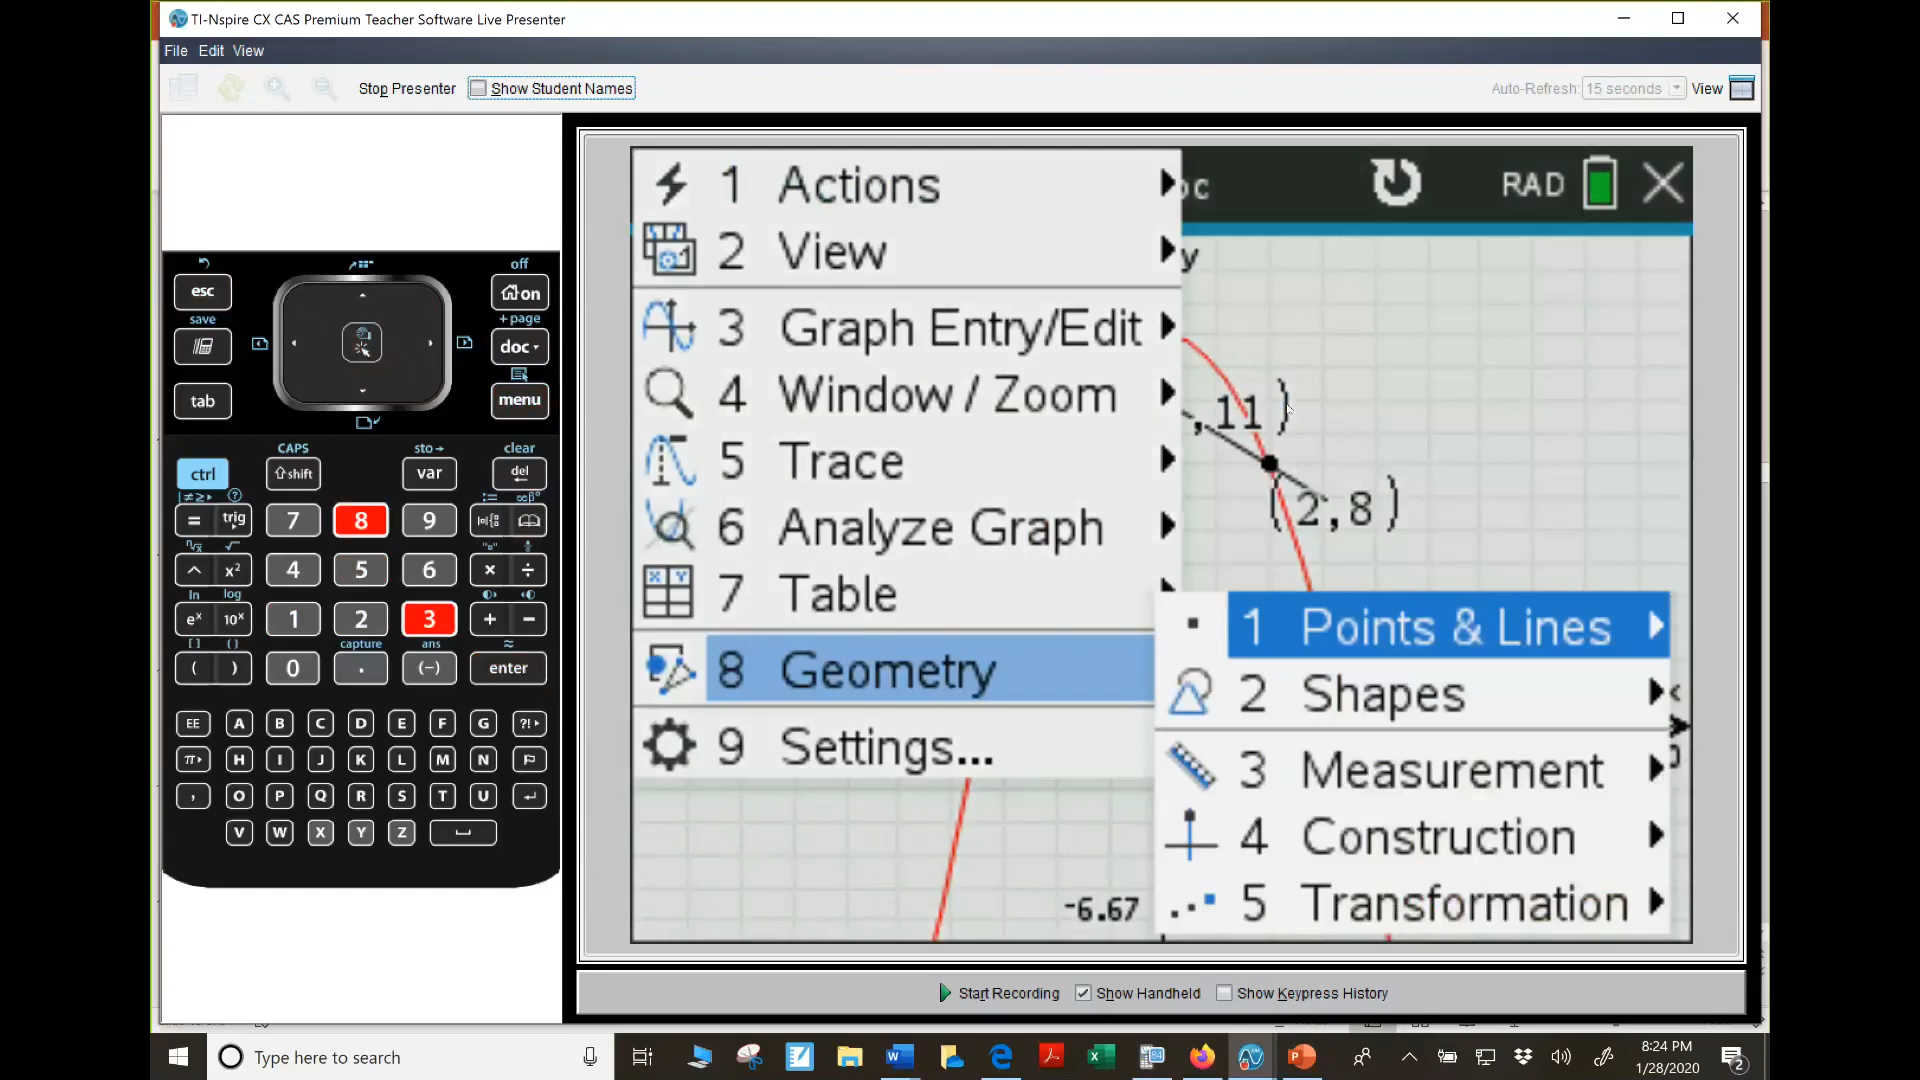 TI-Nspire CX CAS Premium Teacher Software Live Presenter
File Edit View
Stop Presenter Show Student Names
Auto-Refresh: 15 seconds View
1 Actions
2 View
3 Graph Entry/Edit
4 Window / Zoom
5 Trace
6 Analyze Graph
7 Table
8 Geometry
9 Settings...
1 Points & Lines
2 Shapes
3 Measurement
4 Construction
5 Transformation
RAD
y
,11 )
( 2,8 )
-6.67
off
esc
on
save
+ page
doc
tab
menu
CAPS
sto→
clear
ctrl
shift
var
del
= trig 7 8 9
^ x² 4 5 6 × ÷
ln log
eˣ 10ˣ 1 2 3 + −
[ ] { } capture ans ≈
( ) 0 . (−) enter
EE A B C D E F G ?!▸
π▸ H I J K L M N
, O P Q R S T U ↵
V W X Y Z
Start Recording Show Handheld Show Keypress History
Type here to search
8:24 PM
1/28/2020
2